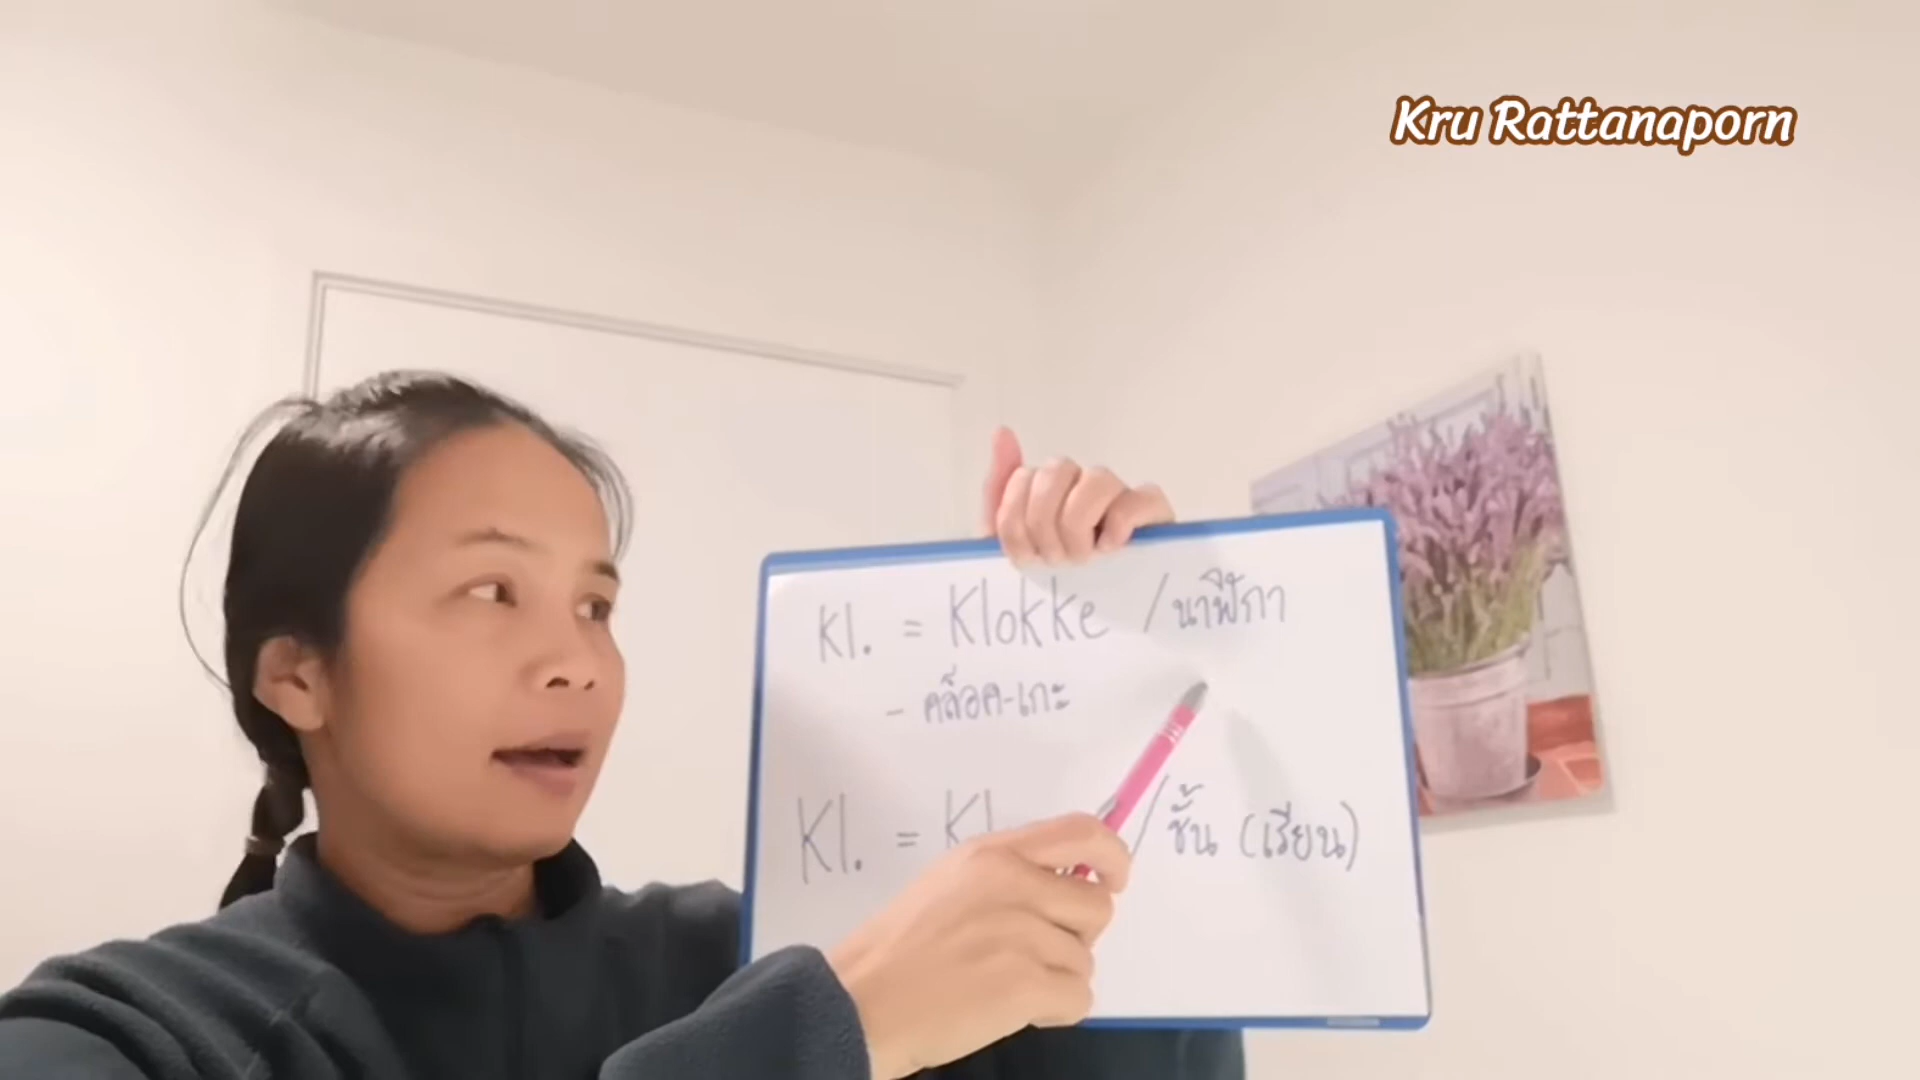 Kru Rattanaporn
Kl. = Klokke / นาฬิกา
- คล็อค-เกะ
Kl. = Kl / ชั้น (เรียน)